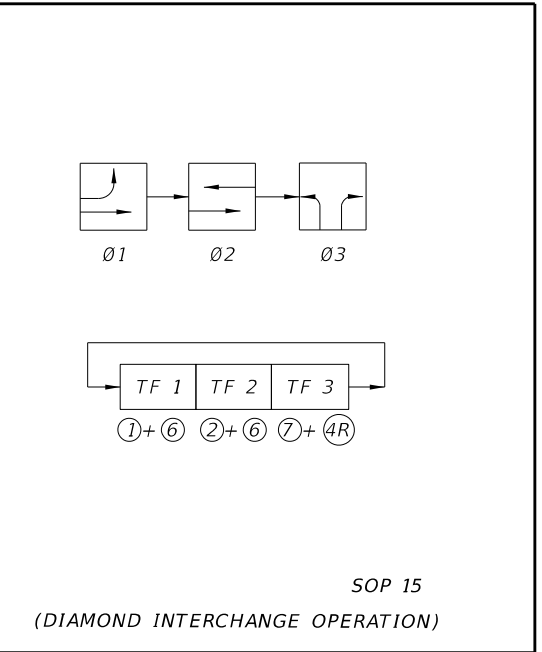 Ø1 Ø2 Ø3
TF 1 TF 2 TF 3
1+6 2+6 7+4R
SOP 15
(DIAMOND INTERCHANGE OPERATION)